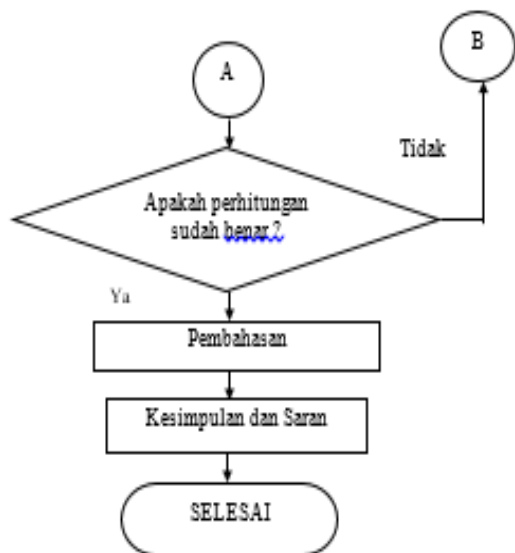 B
A
Tidak
Apakah perhitungan
sudah benar ?
Ya
Pembahasan
Kesimpulan dan Saran
SELESAI